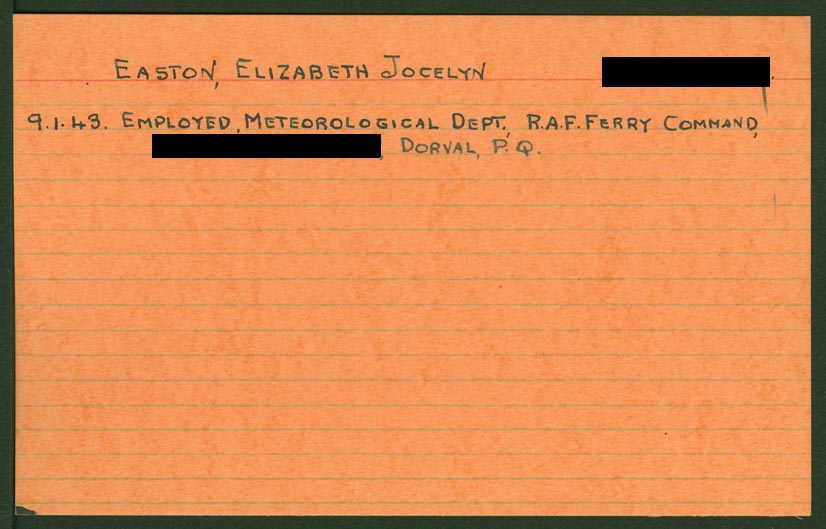 EASTON, ELIZABETH JOCELYN
9.1.43. EMPLOYED, METEOROLOGICAL DEPT., R.A.F. FERRY COMMAND,
, DORVAL, P.Q.